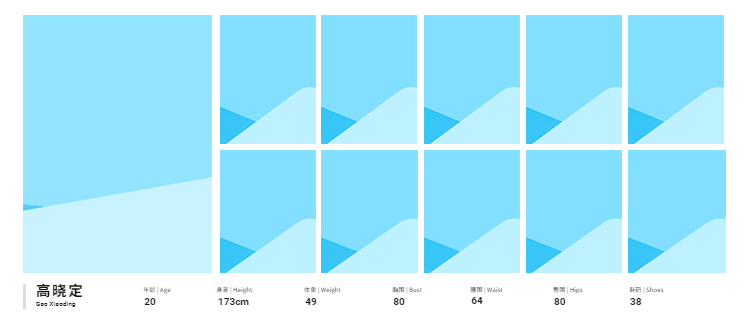 高晓定
Gao Xiaoding
年龄 | Age
20
身高 | Height
173cm
体重 | Weight
49
胸围 | Bust
80
腰围 | Waist
64
臀围 | Hips
80
鞋码 | Shoes
38